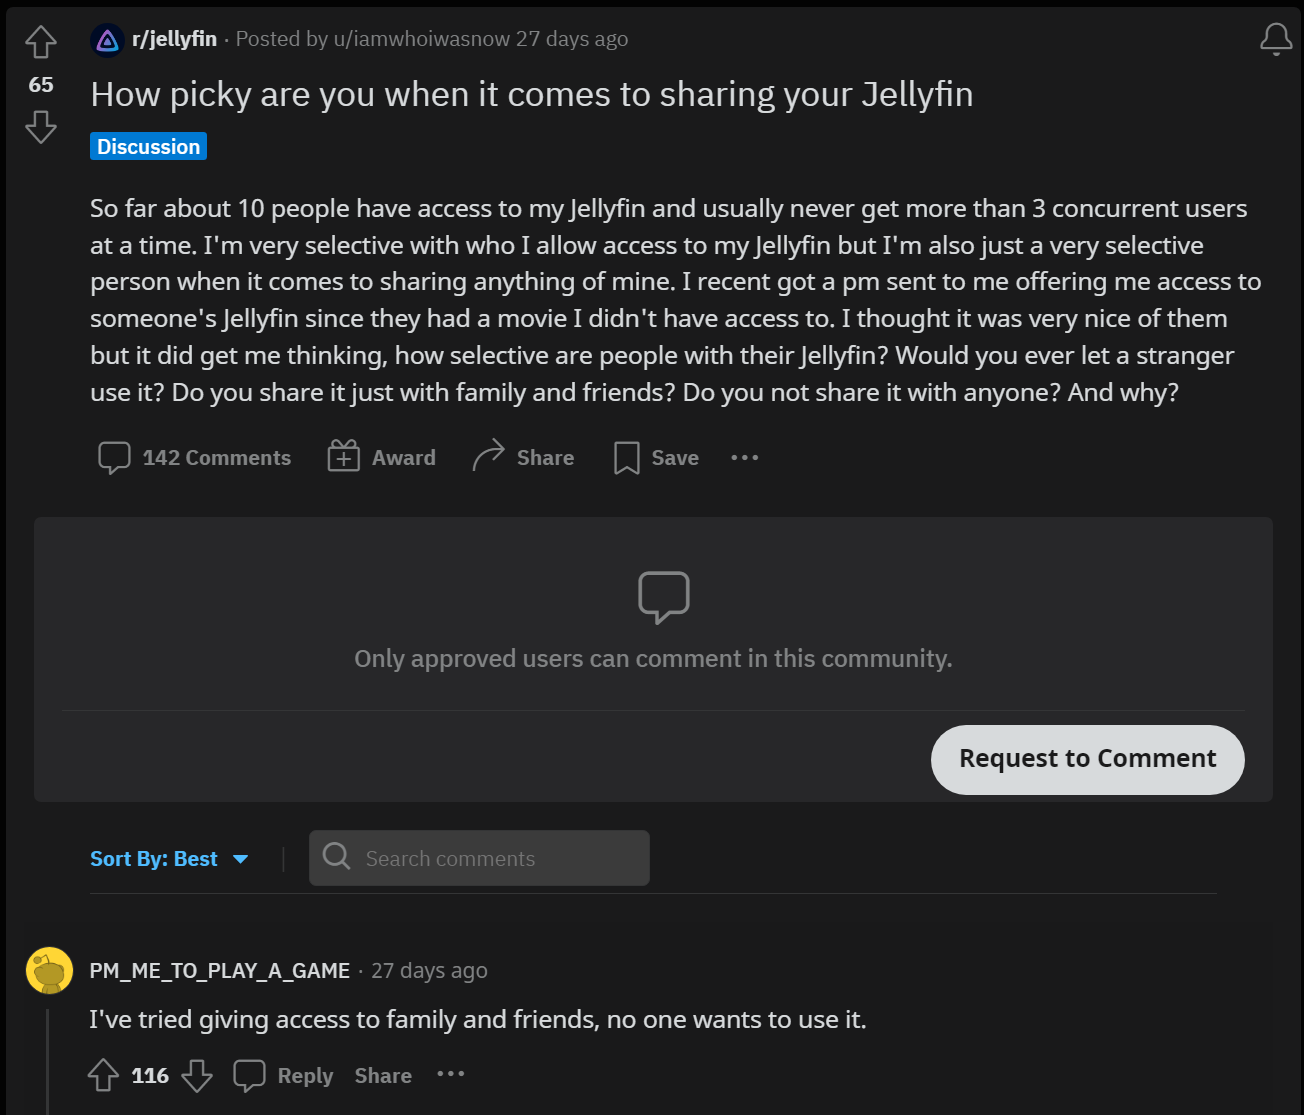 r/jellyfin · Posted by u/iamwhoiwasnow 27 days ago
65
How picky are you when it comes to sharing your Jellyfin
Discussion
So far about 10 people have access to my Jellyfin and usually never get more than 3 concurrent users
at a time. I'm very selective with who I allow access to my Jellyfin but I'm also just a very selective
person when it comes to sharing anything of mine. I recent got a pm sent to me offering me access to
someone's Jellyfin since they had a movie I didn't have access to. I thought it was very nice of them
but it did get me thinking, how selective are people with their Jellyfin? Would you ever let a stranger
use it? Do you share it just with family and friends? Do you not share it with anyone? And why?
142 Comments Award Share Save ...
Only approved users can comment in this community.
Request to Comment
Sort By: Best Search comments
PM_ME_TO_PLAY_A_GAME · 27 days ago
I've tried giving access to family and friends, no one wants to use it.
116 Reply Share ...